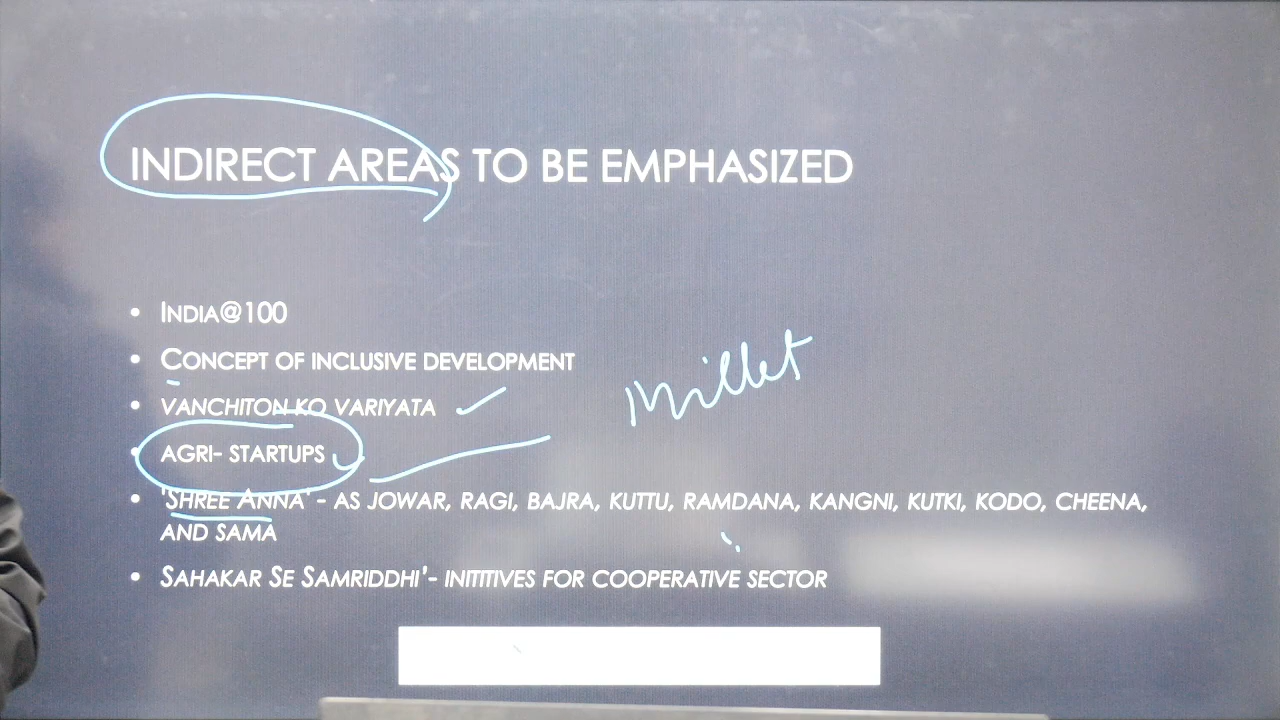 INDIRECT AREAS TO BE EMPHASIZED
• INDIA@100
• CONCEPT OF INCLUSIVE DEVELOPMENT
Millet
• VANCHITON KO VARIYATA
• AGRI- STARTUPS
• 'SHREE ANNA' - AS JOWAR, RAGI, BAJRA, KUTTU, RAMDANA, KANGNI, KUTKI, KODO, CHEENA,
AND SAMA
• SAHAKAR SE SAMRIDDHI'- INITITIVES FOR COOPERATIVE SECTOR